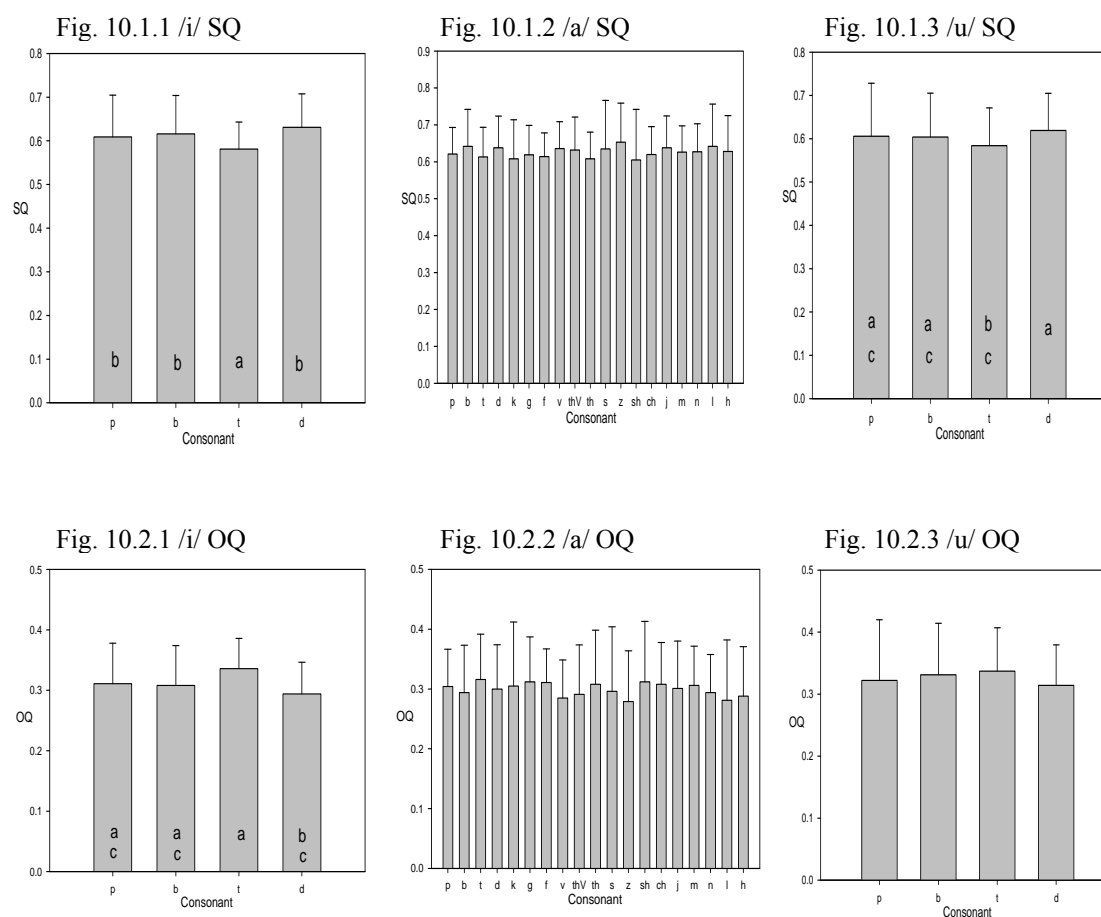 Fig. 10.1.1 /i/ SQ
0.8
0.7
0.6
0.5
SQ
0.4
0.3
0.2
0.1
0.0
b b a b
p b t d
Consonant
Fig. 10.1.2 /a/ SQ
0.9
0.8
0.7
0.6
SQ 0.5
0.4
0.3
0.2
0.1
0.0
p b t d k g f v thV th s z sh ch j m n l h
Consonant
Fig. 10.1.3 /u/ SQ
0.8
0.7
0.6
0.5
SQ
0.4
0.3
0.2
0.1
0.0
a a b a
c c c
p b t d
Consonant
Fig. 10.2.1 /i/ OQ
0.5
0.4
0.3
OQ
0.2
0.1
0.0
a a a b
c c c
p b t d
Consonant
Fig. 10.2.2 /a/ OQ
0.5
0.4
0.3
OQ
0.2
0.1
0.0
p b t d k g f v thV th s z sh ch j m n l h
Consonant
Fig. 10.2.3 /u/ OQ
0.5
0.4
0.3
OQ
0.2
0.1
0.0
p b t d
Consonant